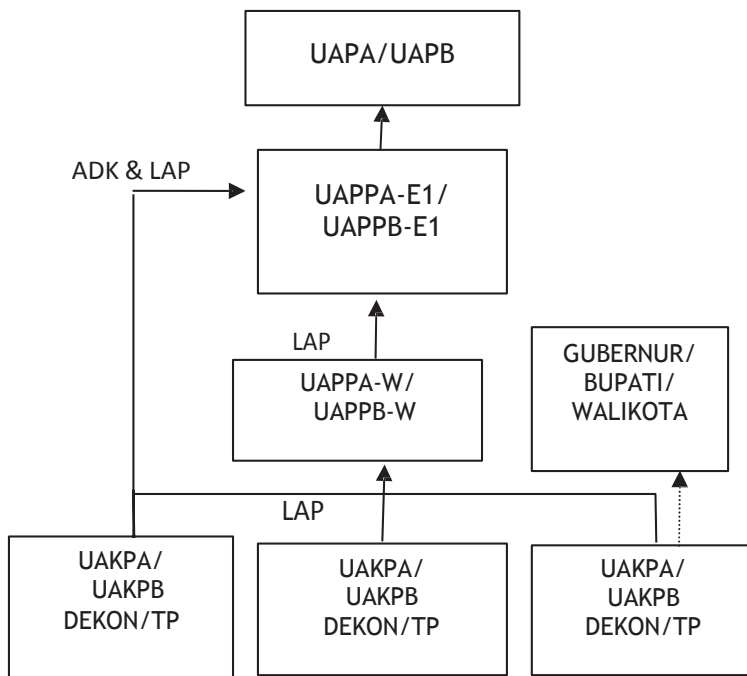 UAPA/UAPB
ADK & LAP
UAPPA-E1/
UAPPB-E1
LAP
UAPPA-W/
UAPPB-W
GUBERNUR/
BUPATI/
WALIKOTA
LAP
UAKPA/
UAKPB
DEKON/TP
UAKPA/
UAKPB
DEKON/TP
UAKPA/
UAKPB
DEKON/TP